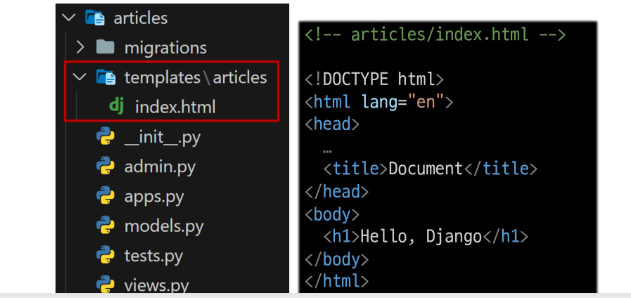 articles
migrations
templates\articles
index.html
__init__.py
admin.py
apps.py
models.py
tests.py
views.py
<!-- articles/index.html -->
<!DOCTYPE html>
<html lang="en">
<head>
…
<title>Document</title>
</head>
<body>
<h1>Hello, Django</h1>
</body>
</html>